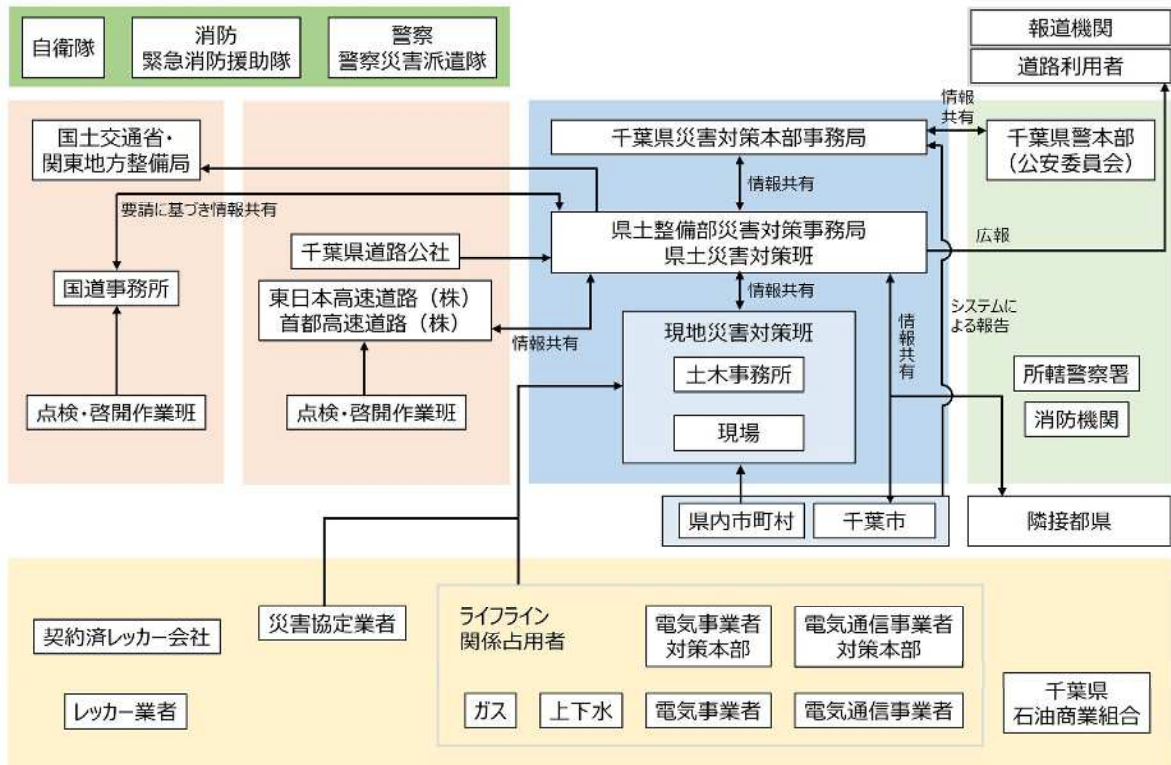 自衛隊
消防
緊急消防援助隊
警察
警察災害派遣隊
報道機関
道路利用者
国土交通省・
関東地方整備局
千葉県災害対策本部事務局
情報
共有
千葉県警本部
(公安委員会)
情報共有
要請に基づき情報共有
県土整備部災害対策事務局
県土災害対策班
広報
千葉県道路公社
国道事務所
東日本高速道路(株)
首都高速道路(株)
情報共有
情報共有
現地災害対策班
土木事務所
現場
情報共有
システムに
よる報告
所轄警察署
消防機関
点検・啓開作業班
点検・啓開作業班
県内市町村
千葉市
隣接都県
契約済レッカー会社
レッカー業者
災害協定業者
ライフライン
関係占用者
電気事業者
対策本部
電気通信事業者
対策本部
ガス
上下水
電気事業者
電気通信事業者
千葉県
石油商業組合